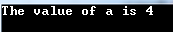 The value of a is 4